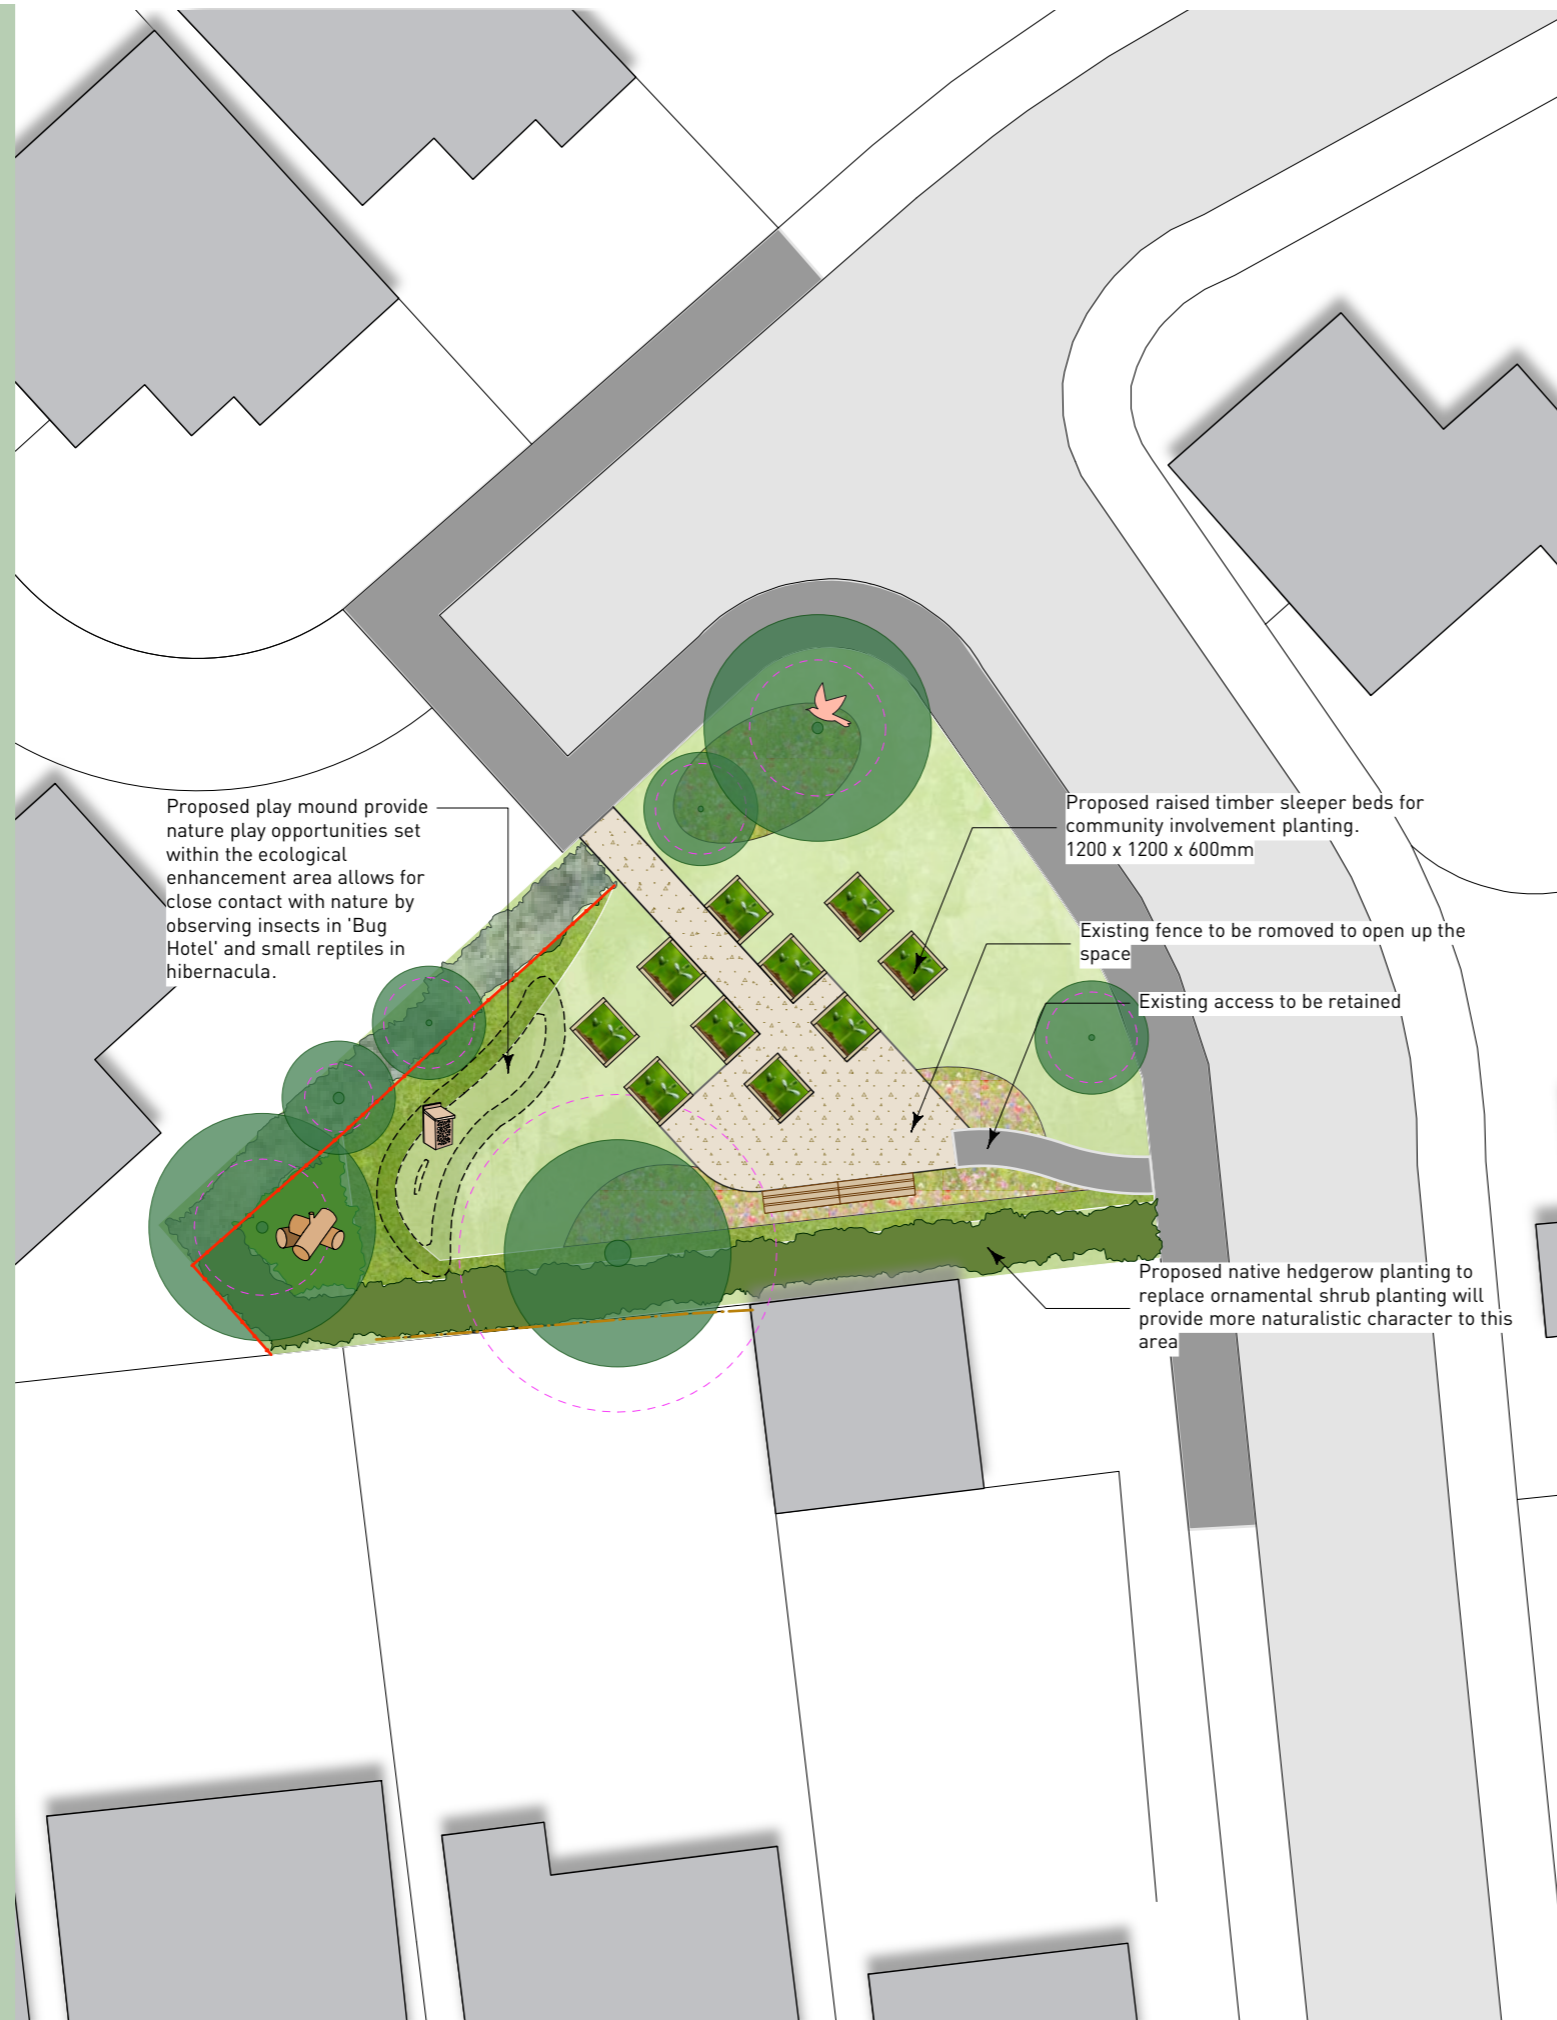 Proposed play mound provide
nature play opportunities set
within the ecological
enhancement area allows for
close contact with nature by
observing insects in 'Bug
Hotel' and small reptiles in
hibernacula.
Proposed raised timber sleeper beds for
community involvement planting.
1200 x 1200 x 600mm
Existing fence to be romoved to open up the
space
Existing access to be retained
Proposed native hedgerow planting to
replace ornamental shrub planting will
provide more naturalistic character to this
area